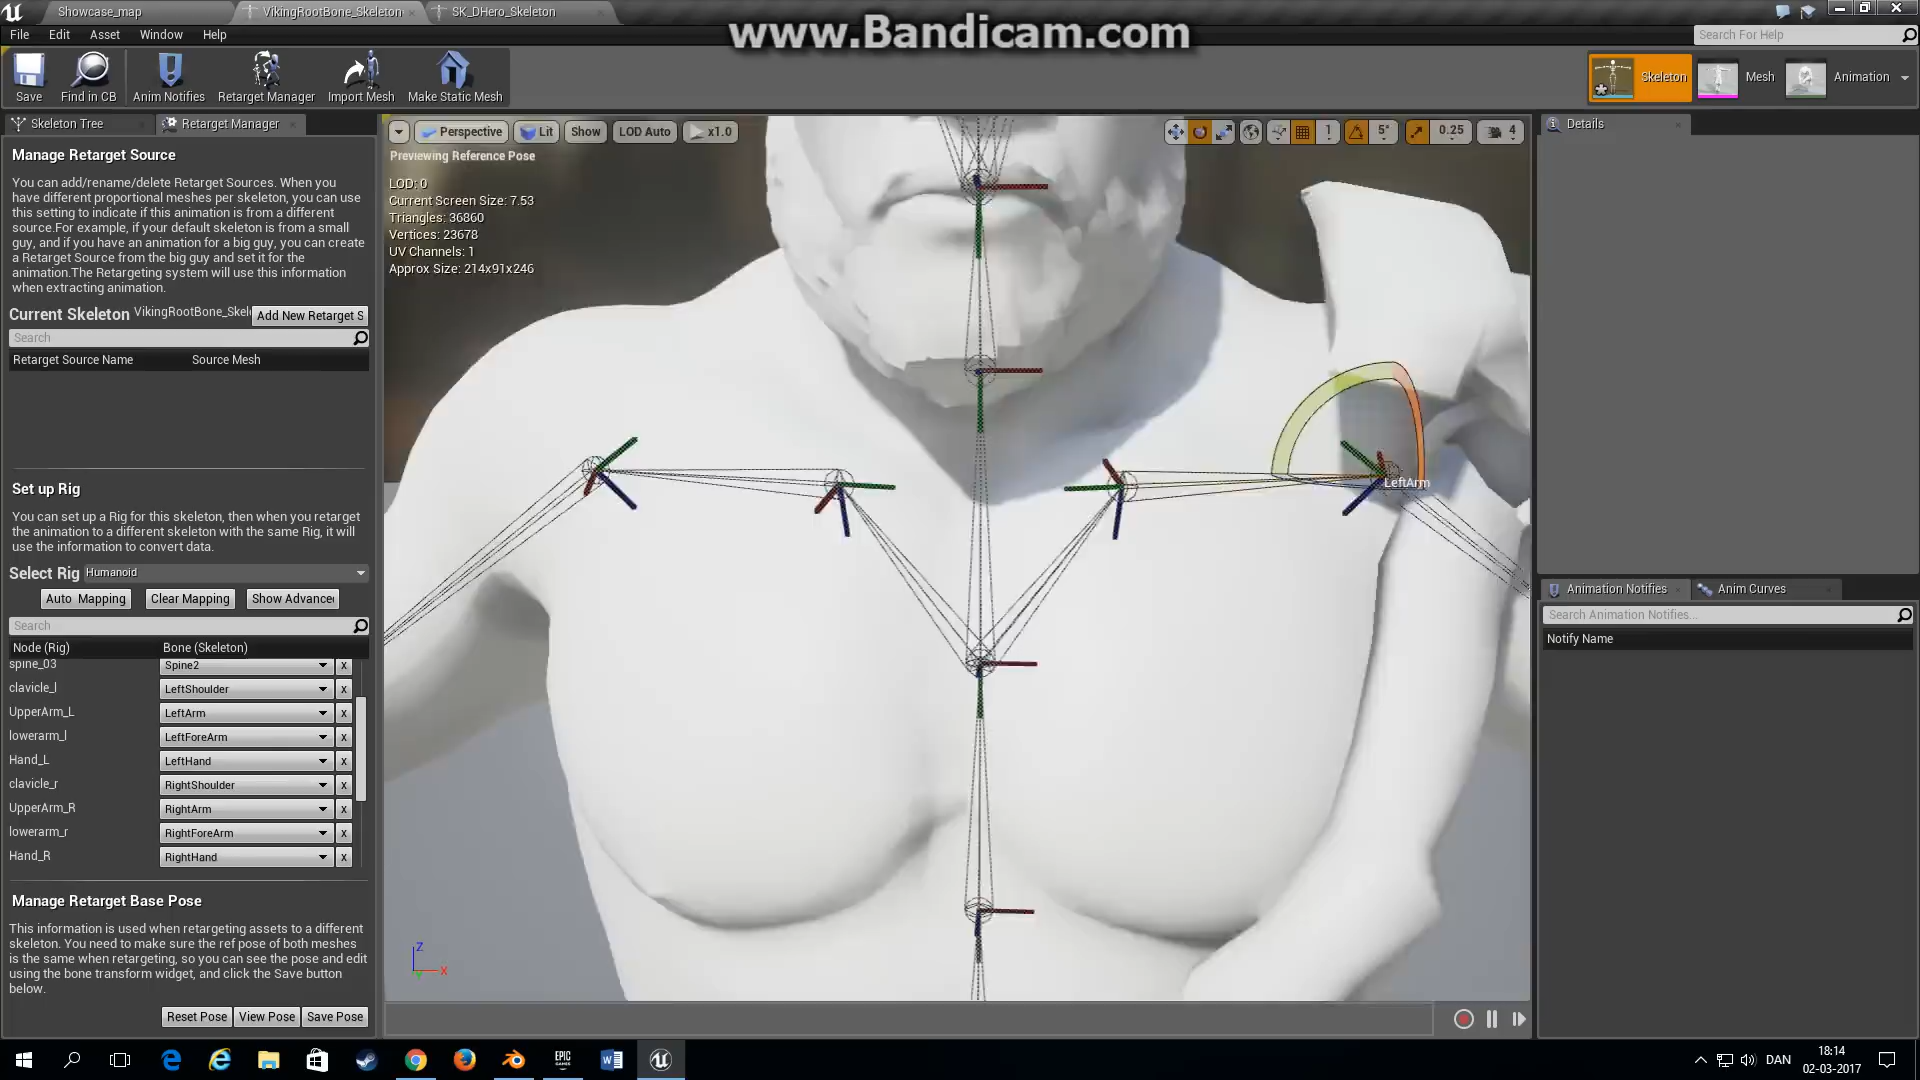 Showcase_map
VikingRootBone_Skeleton
SK_DHero_Skeleton
www.Bandicam.com
File Edit Asset Window Help
Search For Help
Save
Find in CB
Anim Notifies
Retarget Manager
Import Mesh
Make Static Mesh
Skeleton
Mesh
Animation
Skeleton Tree
Retarget Manager
Manage Retarget Source
You can add/rename/delete Retarget Sources. When you
have different proportional meshes per skeleton, you can use
this setting to indicate if this animation is from a different
source.For example, if your default skeleton is from a small
guy, and if you have an animation for a big guy, you can create
a Retarget Source from the big guy and set it for the
animation.The Retargeting system will use this information
when extracting animation.
Current Skeleton VikingRootBone_Skel Add New Retarget S
Search
Retarget Source Name Source Mesh
Set up Rig
You can set up a Rig for this skeleton, then when you retarget
the animation to a different skeleton with the same Rig, it will
use the information to convert data.
Select Rig Humanoid
Auto Mapping Clear Mapping Show Advanced
Search
Node (Rig) Bone (Skeleton)
spine_03 Spine2 x
clavicle_l LeftShoulder x
UpperArm_L LeftArm x
lowerarm_l LeftForeArm x
Hand_L LeftHand x
clavicle_r RightShoulder x
UpperArm_R RightArm x
lowerarm_r RightForeArm x
Hand_R RightHand x
Manage Retarget Base Pose
This information is used when retargeting assets to a different
skeleton. You need to make sure the ref pose of both meshes
is the same when retargeting, so you can see the pose and edit
using the bone transform widget, and click the Save button
below.
Reset Pose View Pose Save Pose
Perspective Lit Show LOD Auto x1.0
1 5° 0.25 4
Previewing Reference Pose
LOD: 0
Current Screen Size: 7.53
Triangles: 36860
Vertices: 23678
UV Channels: 1
Approx Size: 214x91x246
LeftArm
Z
X
Details
Animation Notifies
Anim Curves
Search Animation Notifies...
Notify Name
EPIC
GAMES
DAN
18:14
02-03-2017